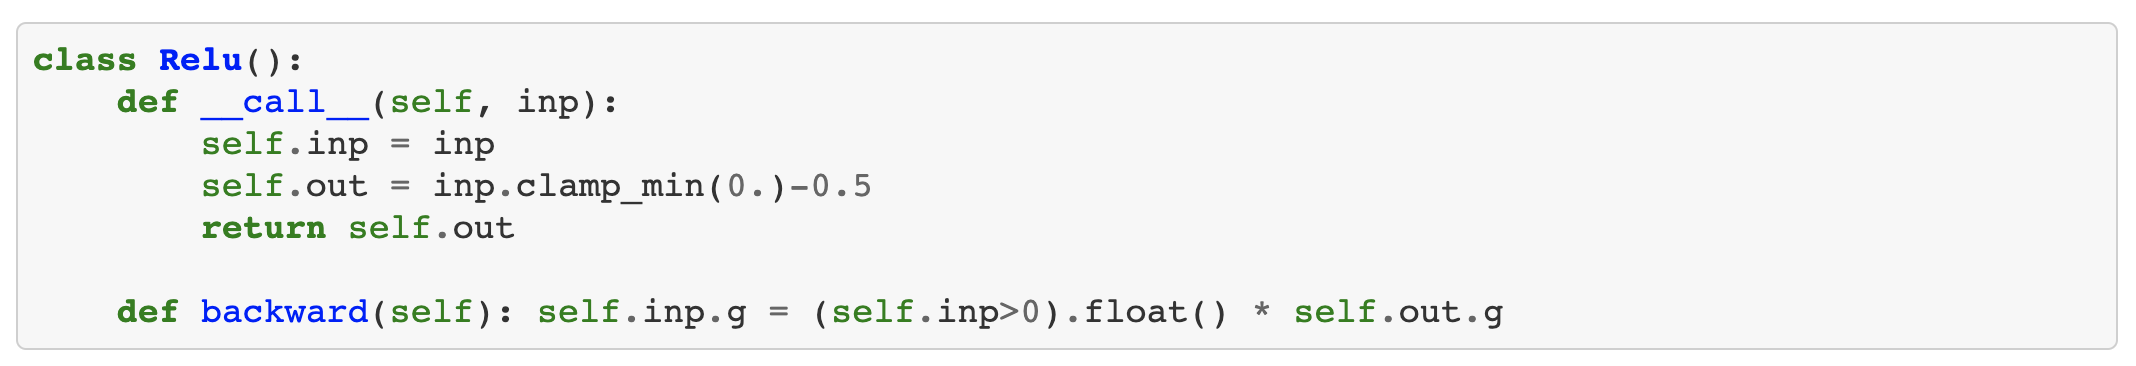 class Relu():
    def __call__(self, inp):
        self.inp = inp
        self.out = inp.clamp_min(0.)-0.5
        return self.out
    def backward(self): self.inp.g = (self.inp>0).float() * self.out.g